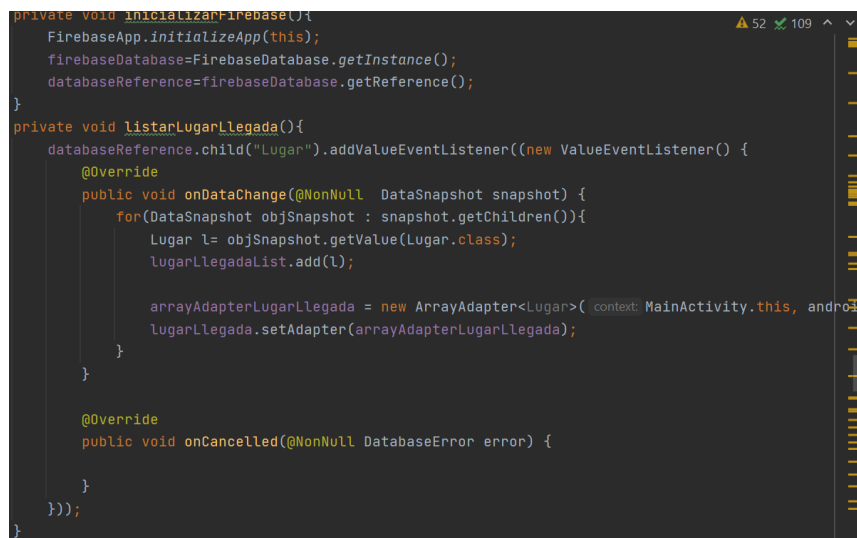 private void inicializarFirebase(){
52 109
FirebaseApp.initializeApp(this);
firebaseDatabase=FirebaseDatabase.getInstance();
databaseReference=firebaseDatabase.getReference();
}
private void listarLugarLlegada(){
databaseReference.child("Lugar").addValueEventListener((new ValueEventListener() {
@Override
public void onDataChange(@NonNull  DataSnapshot snapshot) {
for(DataSnapshot objSnapshot : snapshot.getChildren()){
Lugar l= objSnapshot.getValue(Lugar.class);
lugarLlegadaList.add(l);
arrayAdapterLugarLlegada = new ArrayAdapter<Lugar>( context: MainActivity.this, androi
lugarLlegada.setAdapter(arrayAdapterLugarLlegada);
}
}
@Override
public void onCancelled(@NonNull DatabaseError error) {
}
}));
}